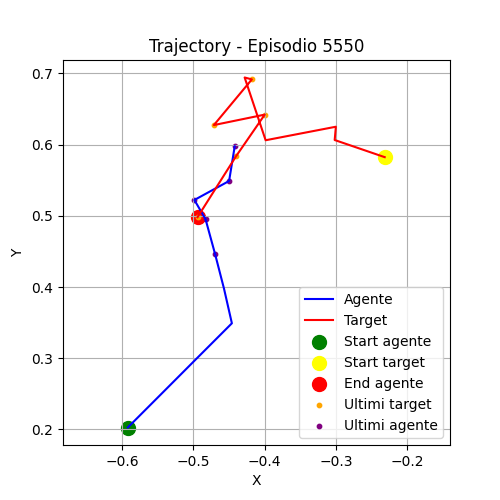 Trajectory - Episodio 5550
0.7
0.6
0.5
0.4
0.3
0.2
Y
Agente
Target
Start agente
Start target
End agente
Ultimi target
Ultimi agente
−0.6 −0.5 −0.4 −0.3 −0.2
X